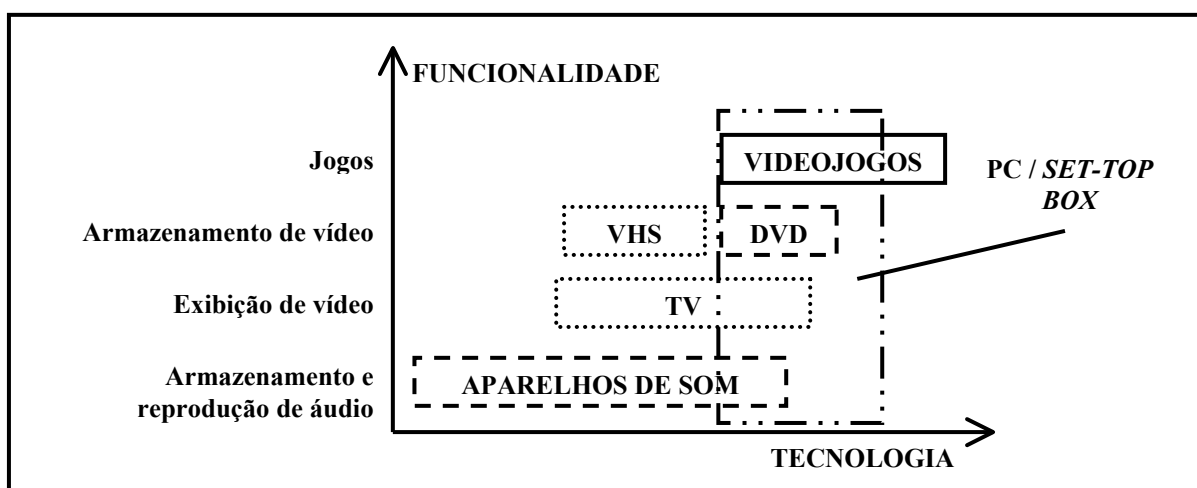 FUNCIONALIDADE
Jogos
VIDEOJOGOS
PC / SET-TOP
BOX
Armazenamento de vídeo
VHS
DVD
Exibição de vídeo
TV
Armazenamento e
reprodução de áudio
APARELHOS DE SOM
TECNOLOGIA